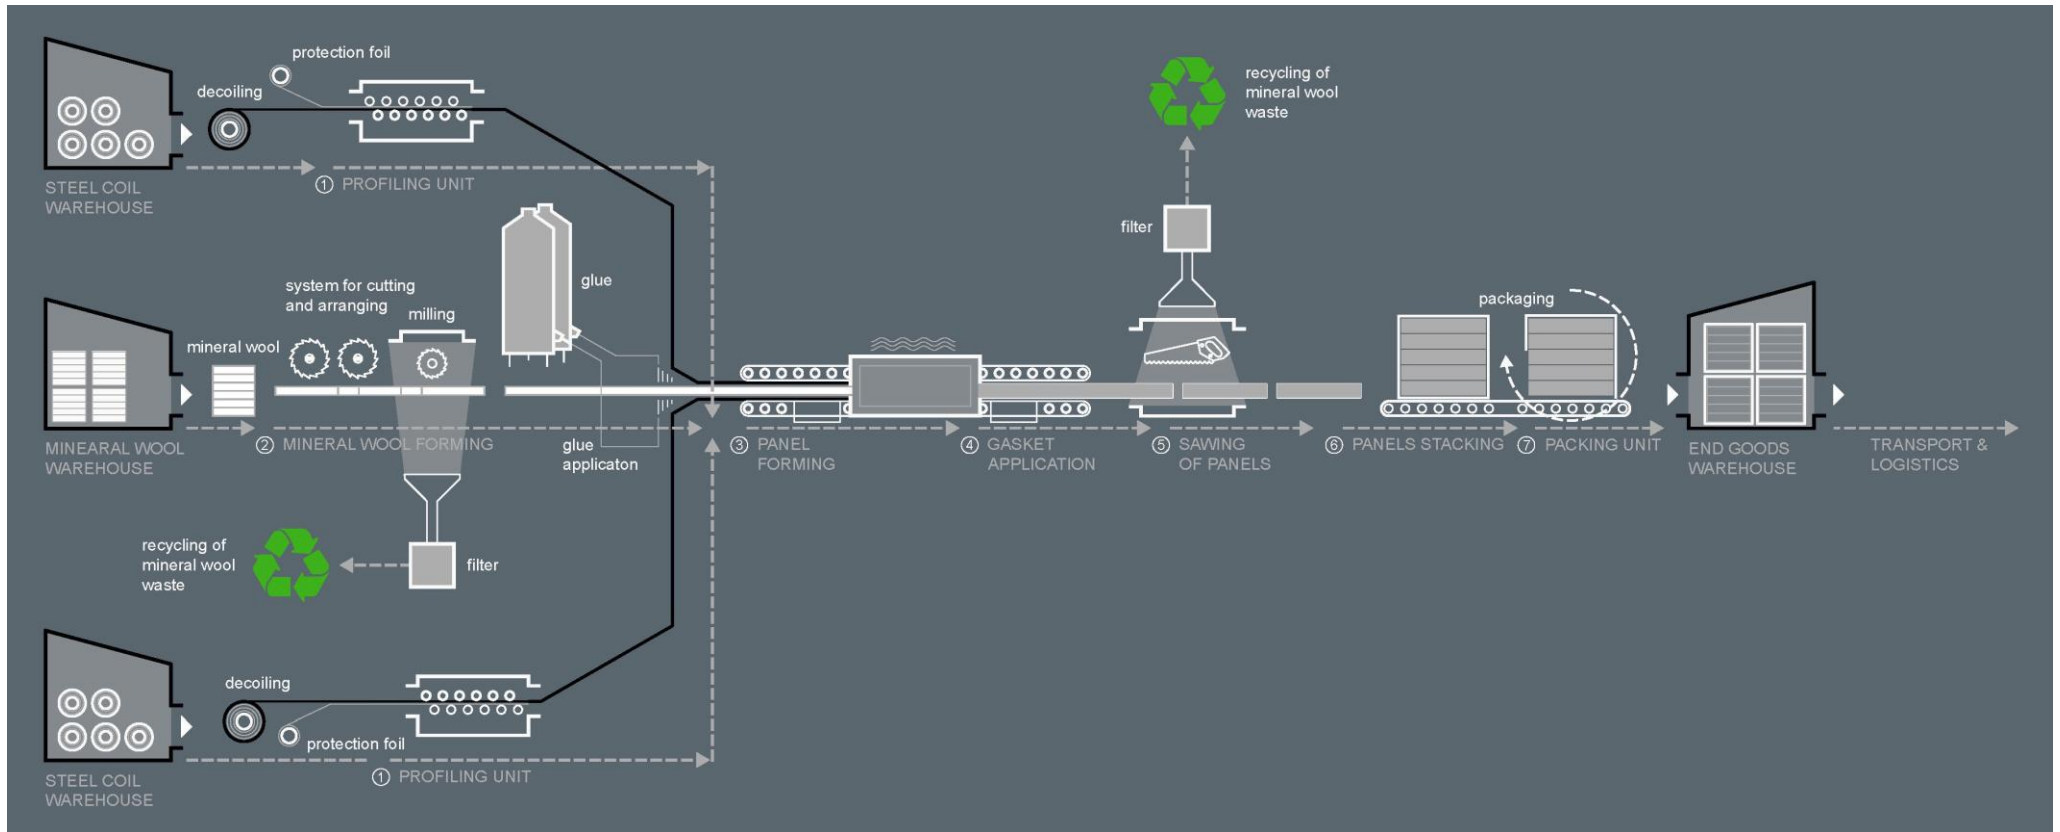 protection foil
decoiling
① PROFILING UNIT
STEEL COIL
WAREHOUSE
recycling of
mineral wool
waste
filter
system for cutting
and arranging
milling
mineral wool
glue
glue
applicaton
MINEARAL WOOL
WAREHOUSE
② MINERAL WOOL FORMING
③ PANEL
FORMING
④ GASKET
APPLICATION
⑤ SAWING
OF PANELS
packaging
⑥ PANELS STACKING
⑦ PACKING UNIT
END GOODS
WAREHOUSE
TRANSPORT &
LOGISTICS
recycling of
mineral wool
waste
filter
decoiling
protection foil
① PROFILING UNIT
STEEL COIL
WAREHOUSE